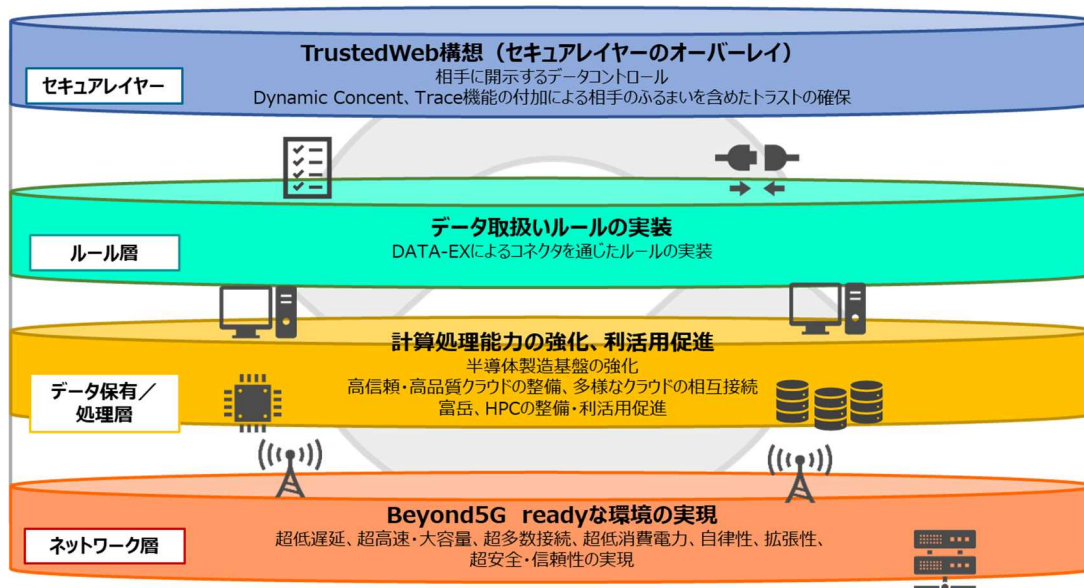 TrustedWeb構想（セキュアレイヤーのオーバーレイ）
セキュアレイヤー
相手に開示するデータコントロール
Dynamic Concent、Trace機能の付加による相手のふるまいを含めたトラストの確保
データ取扱いルールの実装
ルール層
DATA-EXによるコネクタを通じたルールの実装
計算処理能力の強化、利活用促進
半導体製造基盤の強化
データ保有／
処理層
高信頼・高品質クラウドの整備、多様なクラウドの相互接続
富岳、HPCの整備・利活用促進
Beyond5G readyな環境の実現
ネットワーク層
超低遅延、超高速・大容量、超多数接続、超低消費電力、自律性、拡張性、
超安全・信頼性の実現